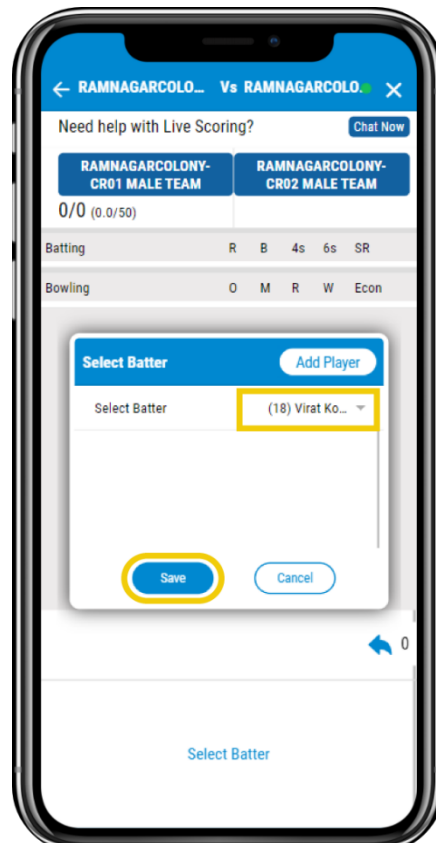 RAMNAGARCOLO... Vs RAMNAGARCOLO.
Need help with Live Scoring? Chat Now
RAMNAGARCOLONY-
CR01 MALE TEAM
RAMNAGARCOLONY-
CR02 MALE TEAM
0/0 (0.0/50)
Batting R B 4s 6s SR
Bowling O M R W Econ
Select Batter Add Player
Select Batter (18) Virat Ko...
Save Cancel
0
Select Batter